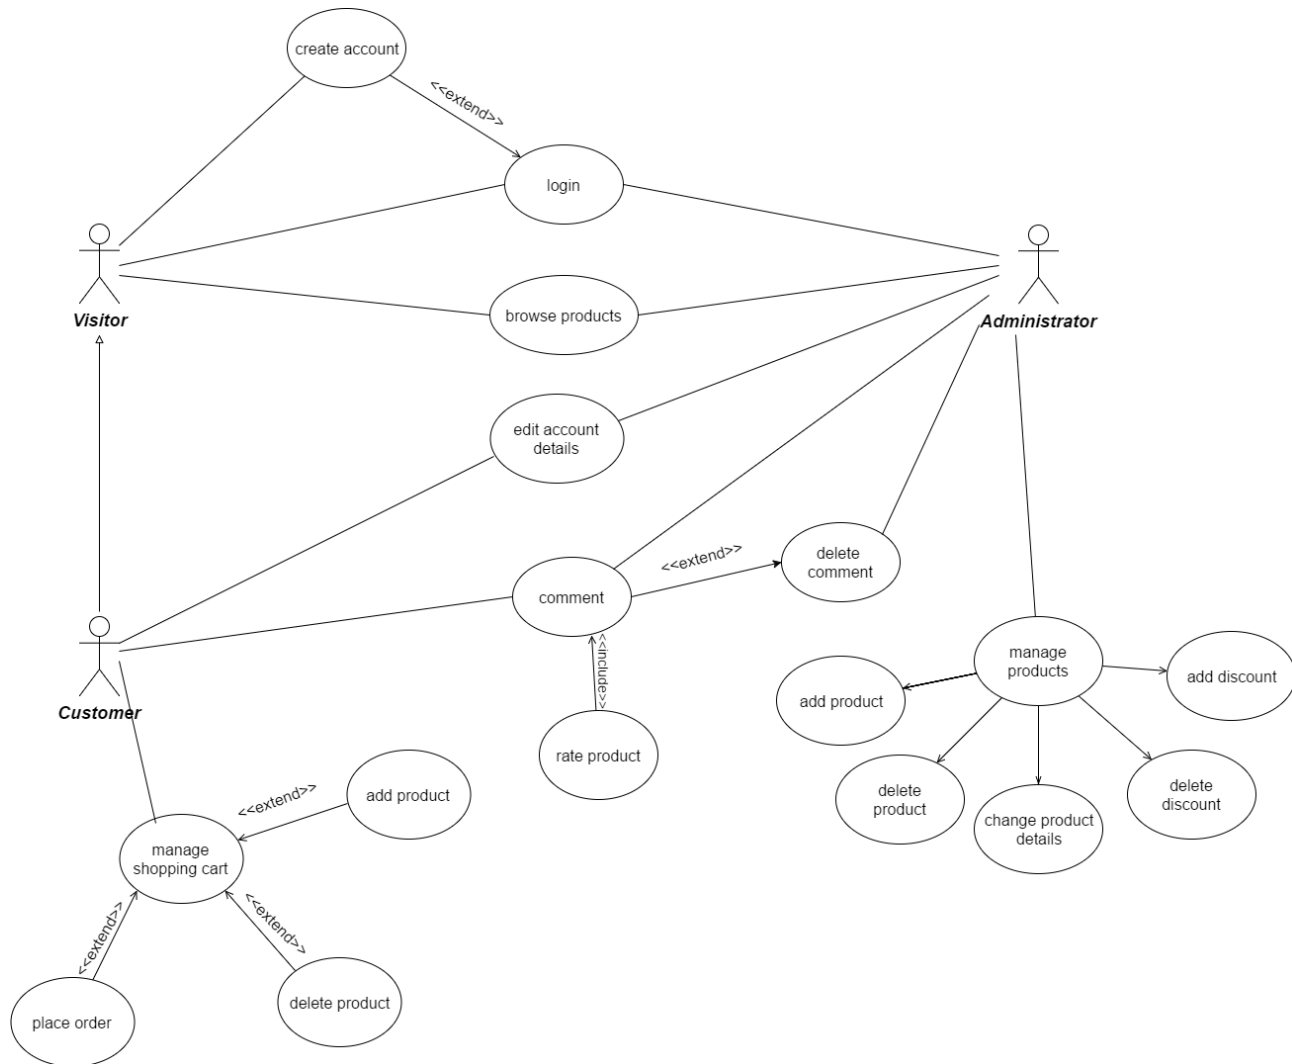 create account
<<extend>>
login
Visitor
browse products
Administrator
edit account
details
<<extend>>
delete
comment
comment
<<include>>
Customer
manage
products
add discount
add product
rate product
delete
product
change product
details
delete
discount
<<extend>>
add product
manage
shopping cart
<<extend>>
<<extend>>
delete product
place order